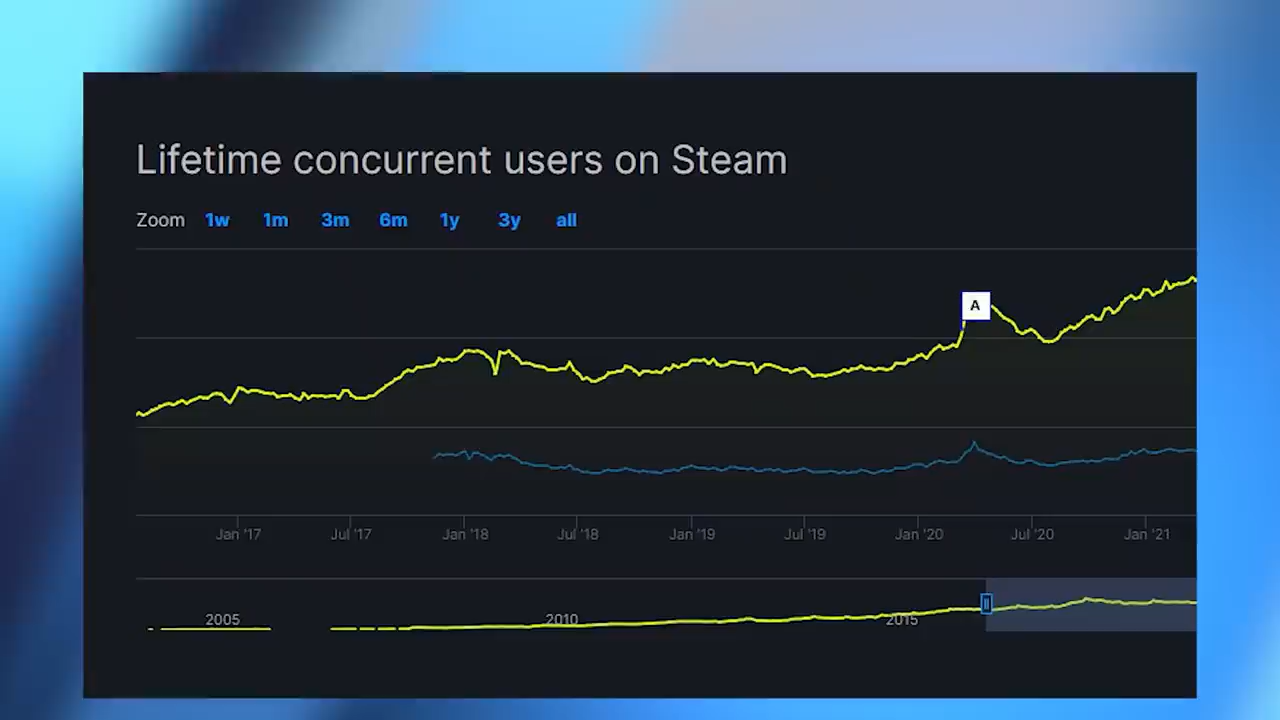 Lifetime concurrent users on Steam
Zoom 1w 1m 3m 6m 1y 3y all
A
Jan '17 Jul '17 Jan '18 Jul '18 Jan '19 Jul '19 Jan '20 Jul '20 Jan '21
2005 2010 2015